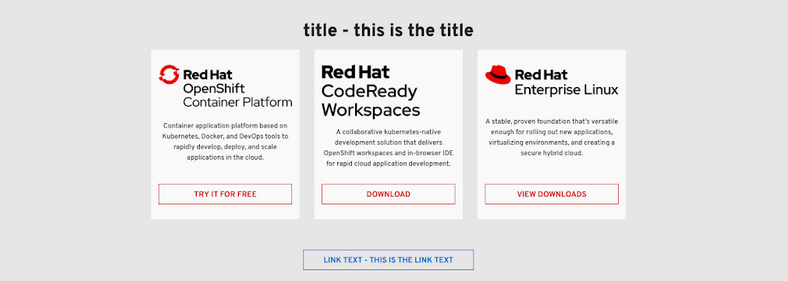 title - this is the title
Red Hat
OpenShift
Container Platform
Container application platform based on
Kubernetes, Docker, and DevOps tools to
rapidly develop, deploy, and scale
applications in the cloud.
TRY IT FOR FREE
Red Hat
CodeReady
Workspaces
A collaborative kubernetes-native
development solution that delivers
OpenShift workspaces and in-browser IDE
for rapid cloud application development.
DOWNLOAD
Red Hat
Enterprise Linux
A stable, proven foundation that's versatile
enough for rolling out new applications,
virtualizing environments, and creating a
secure hybrid cloud.
VIEW DOWNLOADS
LINK TEXT - THIS IS THE LINK TEXT